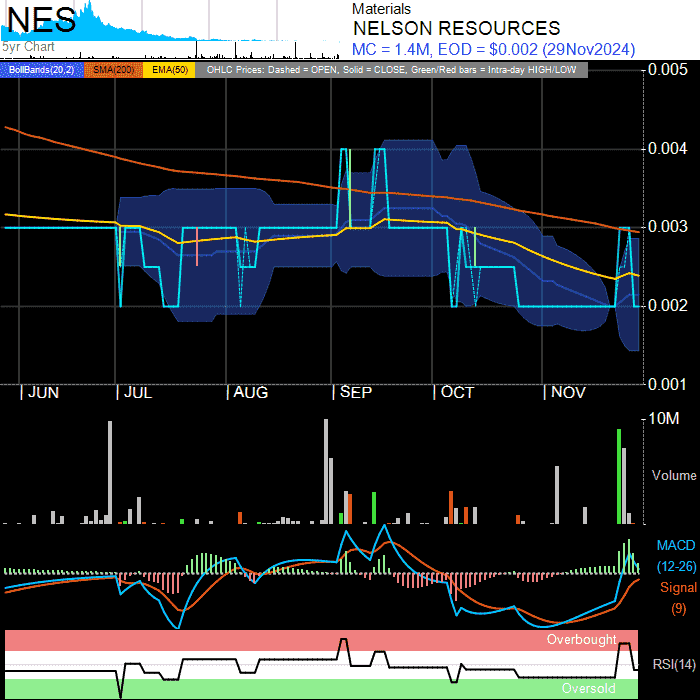 NES
5yr Chart
Materials
NELSON RESOURCES
MC = 1.4M, EOD = $0.002 (29Nov2024)
BollBands(20,2) SMA(200) EMA(50) OHLC Prices: Dashed = OPEN, Solid = CLOSE, Green/Red bars = Intra-day HIGH/LOW
0.005
0.004
0.003
0.002
0.001
| JUN | JUL | AUG | SEP | OCT | NOV
10M
Volume
MACD
(12-26)
Signal
(9)
Overbought
RSI(14)
Oversold